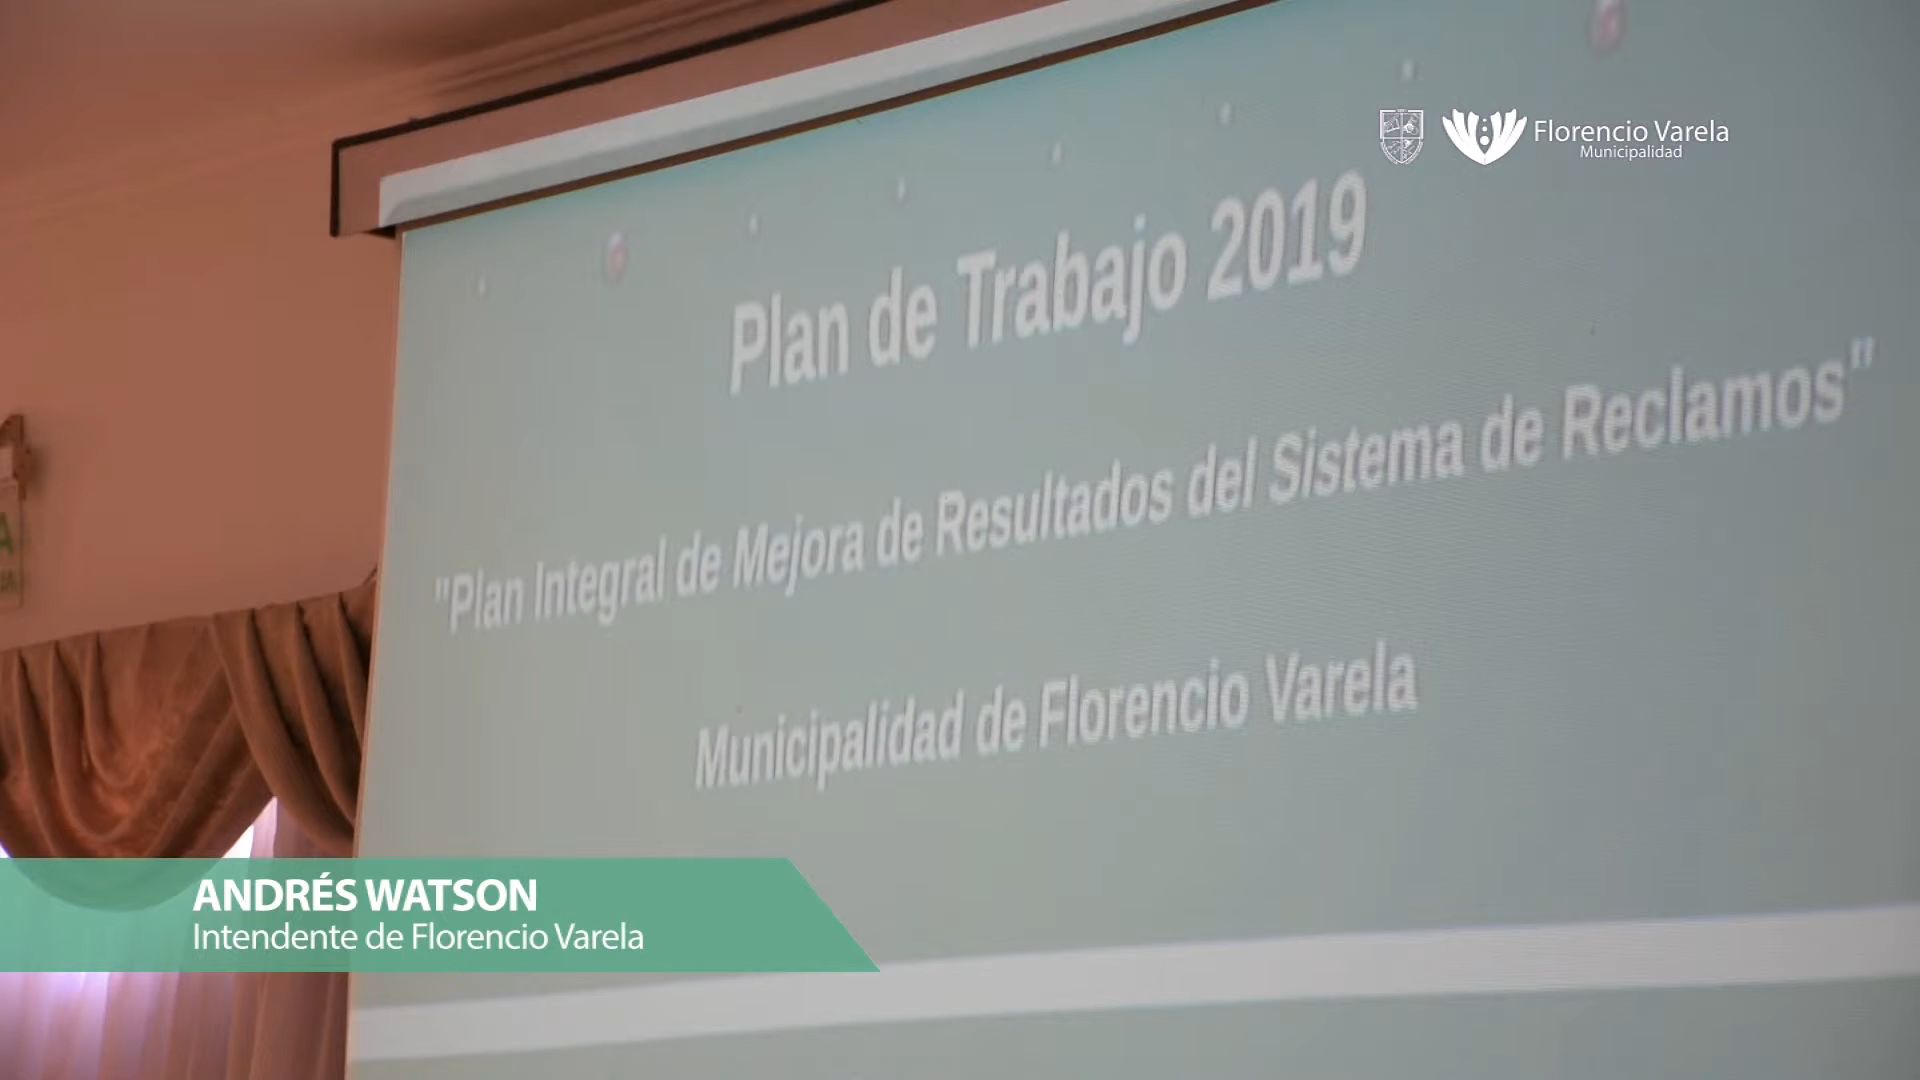 Florencio Varela
Municipalidad
Plan de Trabajo 2019
"Plan Integral de Mejora de Resultados del Sistema de Reclamos"
Municipalidad de Florencio Varela
ANDRÉS WATSON
Intendente de Florencio Varela